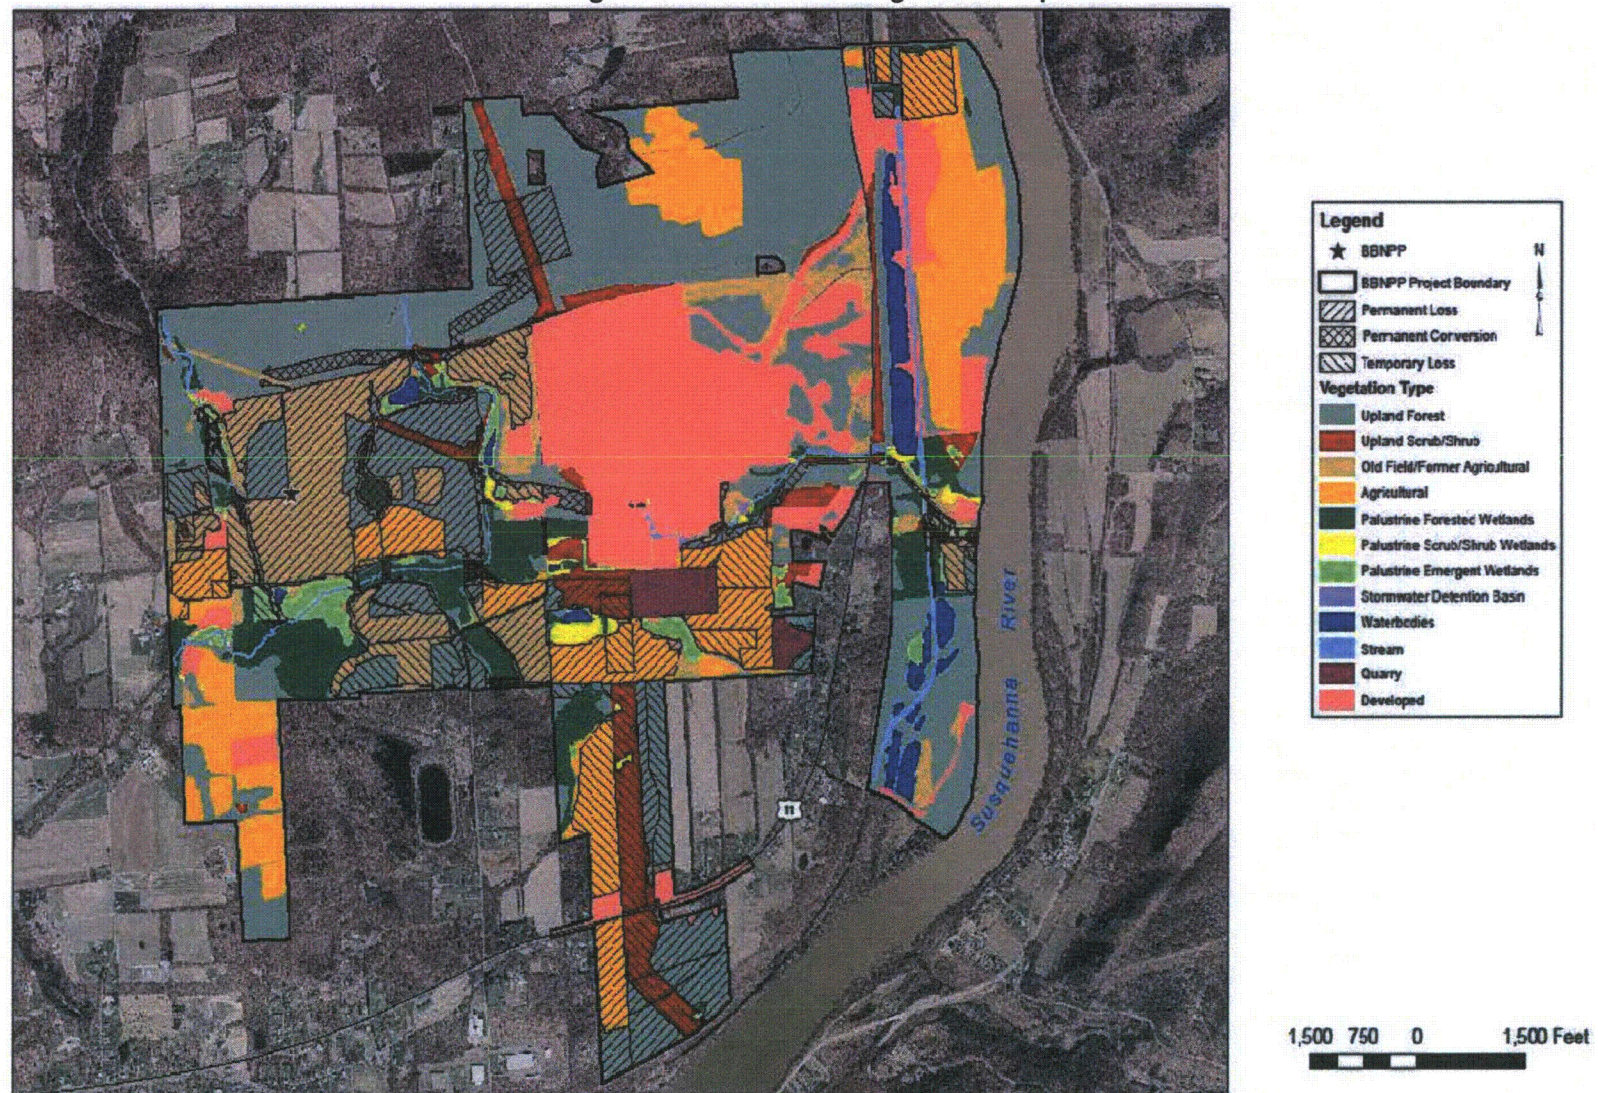 Legend
BBNPP
N
BBNPP Project Boundary
Permanent Loss
Permanent Conversion
Temporary Loss
Vegetation Type
Upland Forest
Upland Scrub/Shrub
Old Field/Former Agricultural
Agricultural
Palustrine Forested Wetlands
Palustrine Scrub/Shrub Wetlands
Palustrine Emergent Wetlands
Stormwater Detention Basin
Waterbodies
Stream
Quarry
Developed
Susquehanna River
11
1,500 750 0 1,500 Feet